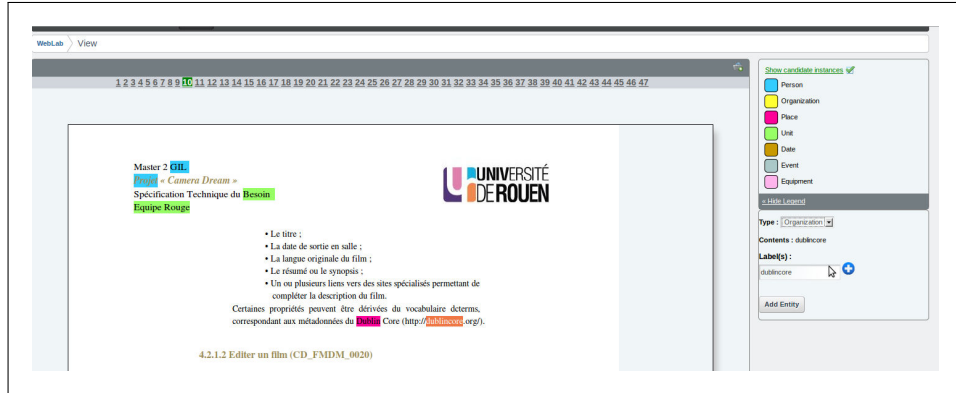 WebLab View
1 2 3 4 5 6 7 8 9 10 11 12 13 14 15 16 17 18 19 20 21 22 23 24 25 26 27 28 29 30 31 32 33 34 35 36 37 38 39 40 41 42 43 44 45 46 47
Master 2 GIL
Projet « Camera Dream »
Spécification Technique du Besoin
Equipe Rouge
UNIVERSITÉ
DE ROUEN
• Le titre ;
• La date de sortie en salle ;
• La langue originale du film ;
• Le résumé ou le synopsis ;
• Un ou plusieurs liens vers des sites spécialisés permettant de
compléter la description du film.
Certaines propriétés peuvent être dérivées du vocabulaire dcterms,
correspondant aux métadonnées du Dublin Core (http://dublincore.org/).
4.2.1.2 Editer un film (CD_FMDM_0020)
Show candidate instances
Person
Organization
Place
Unit
Date
Event
Equipment
« Hide Legend
Type : Organization
Contents : dublincore
Label(s) :
dublincore
Add Entity